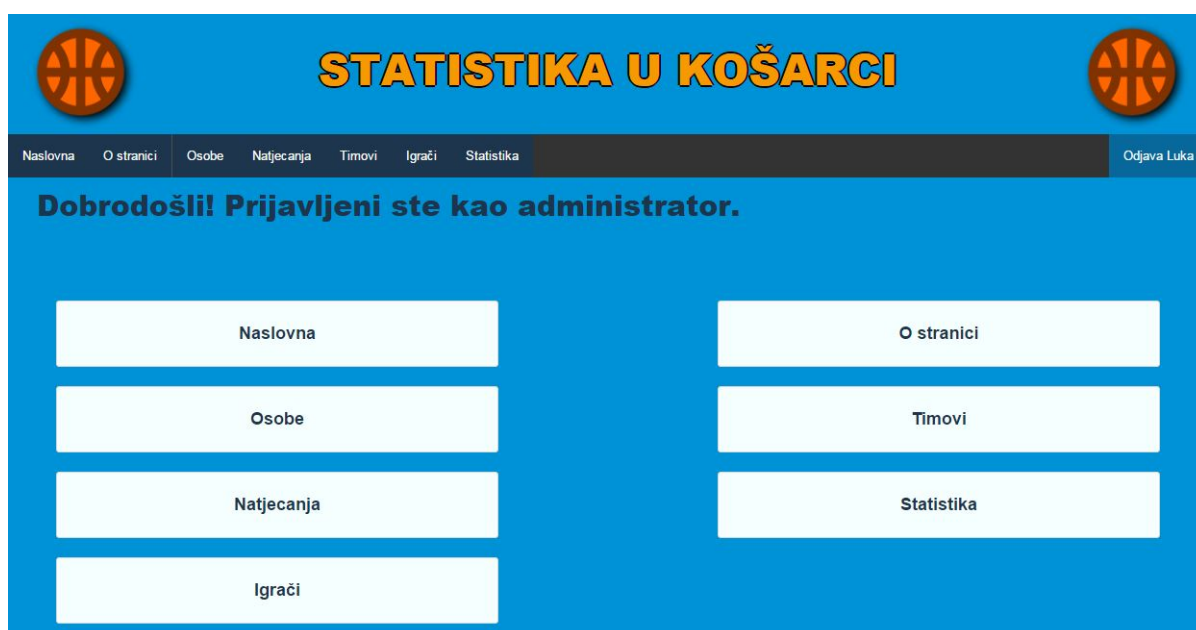 STATISTIKA U KOŠARCI
Naslovna O stranici Osobe Natjecanja Timovi Igrači Statistika Odjava Luka
Dobrodošli! Prijavljeni ste kao administrator.
Naslovna O stranici
Osobe Timovi
Natjecanja Statistika
Igrači